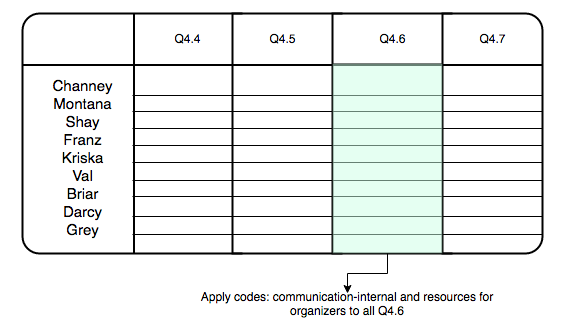 Q4.4 Q4.5 Q4.6 Q4.7
Channey
Montana
Shay
Franz
Kriska
Val
Briar
Darcy
Grey
Apply codes: communication-internal and resources for
organizers to all Q4.6